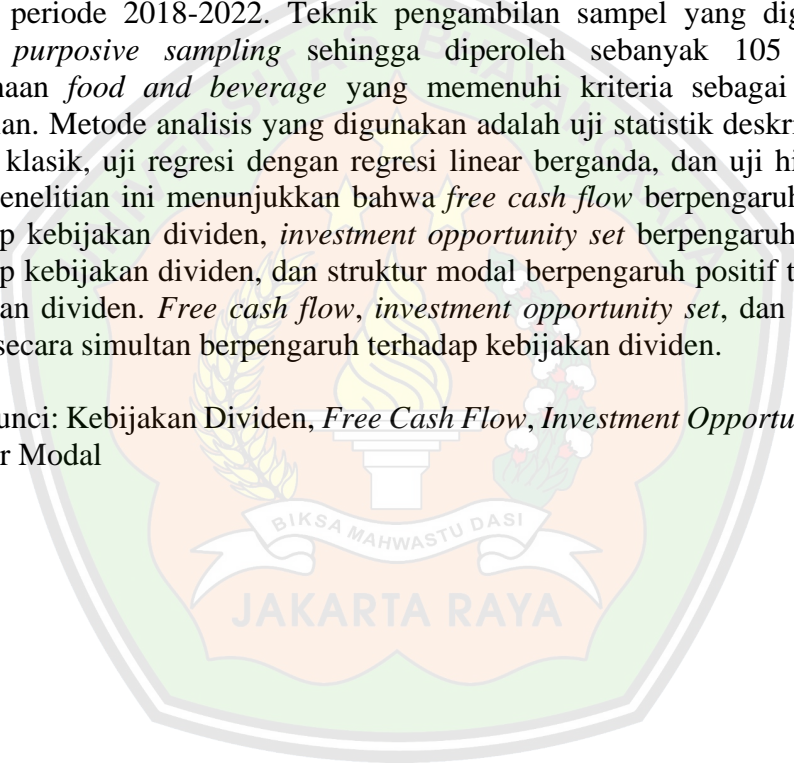 periode 2018-2022. Teknik pengambilan sampel yang dig
purposive sampling sehingga diperoleh sebanyak 105
naan food and beverage yang memenuhi kriteria sebagai
an. Metode analisis yang digunakan adalah uji statistik deskri
klasik, uji regresi dengan regresi linear berganda, dan uji hi
enelitian ini menunjukkan bahwa free cash flow berpengaruh
p kebijakan dividen, investment opportunity set berpengaruh
p kebijakan dividen, dan struktur modal berpengaruh positif t
an dividen. Free cash flow, investment opportunity set, dan
secara simultan berpengaruh terhadap kebijakan dividen.
unci: Kebijakan Dividen, Free Cash Flow, Investment Opportu
r Modal
UNIVERSITAS BHAYANGKARA
BIKSA MAHWASTU DASI
JAKARTA RAYA